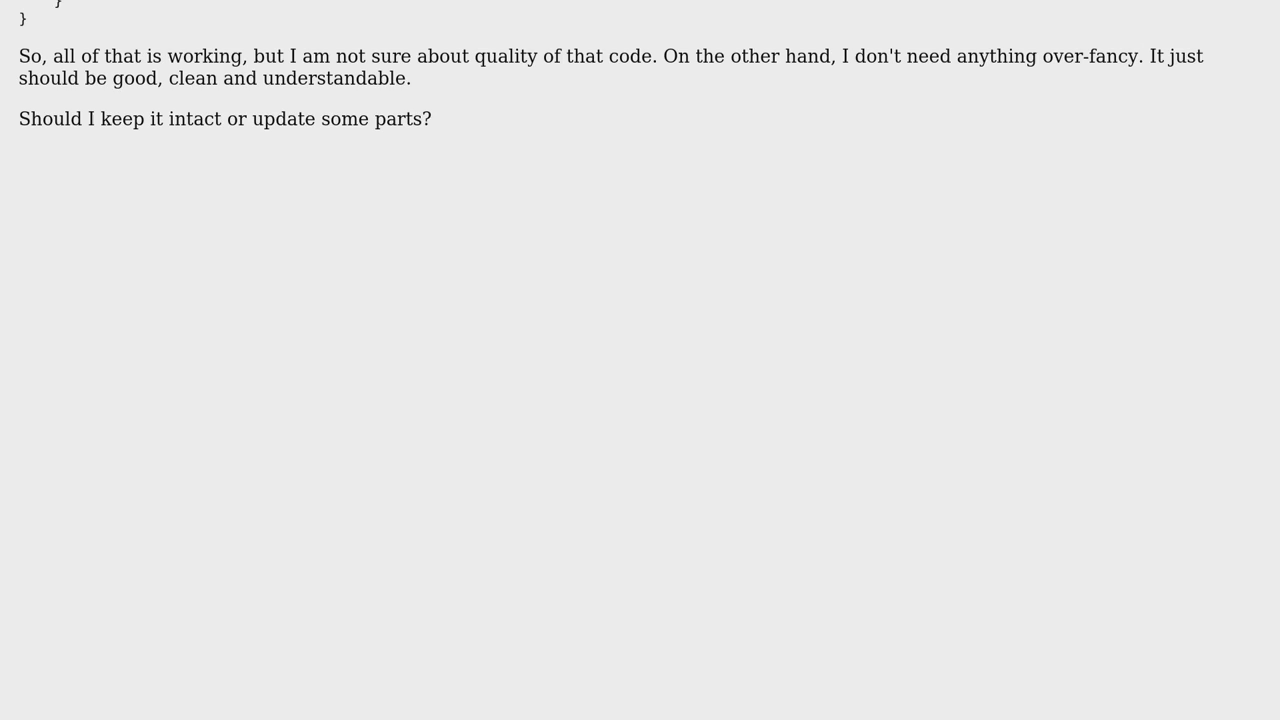 }
}
So, all of that is working, but I am not sure about quality of that code. On the other hand, I don't need anything over-fancy. It just
should be good, clean and understandable.
Should I keep it intact or update some parts?